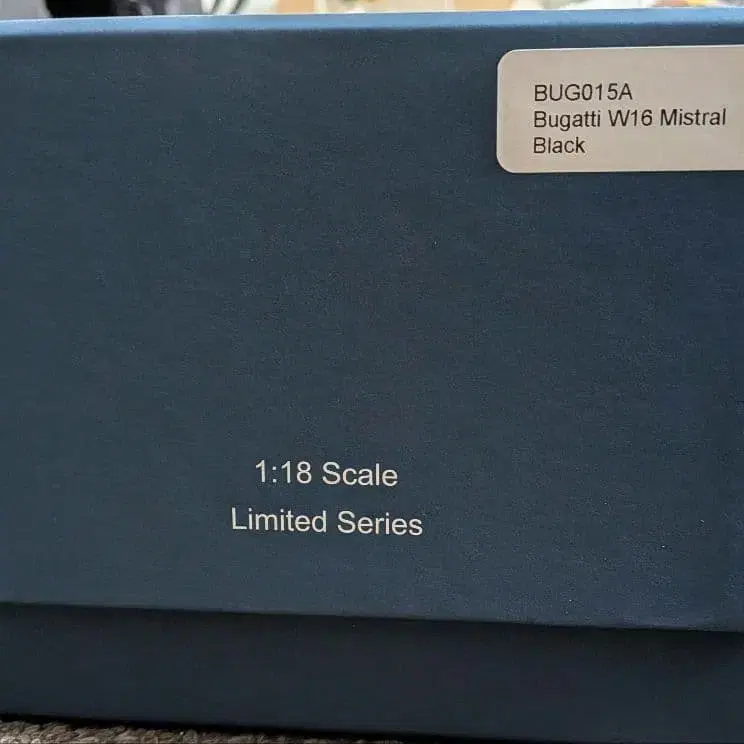 BUG015A
Bugatti W16 Mistral
Black
1:18 Scale
Limited Series